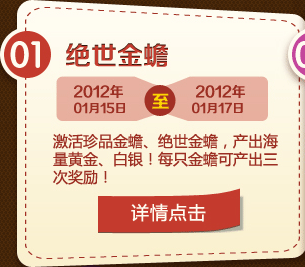 01 绝世金蟾
2012年 至 2012年
01月15日 01月17日
激活珍品金蟾、绝世金蟾，产出海
量黄金、白银！每只金蟾可产出三
次奖励！
详情点击